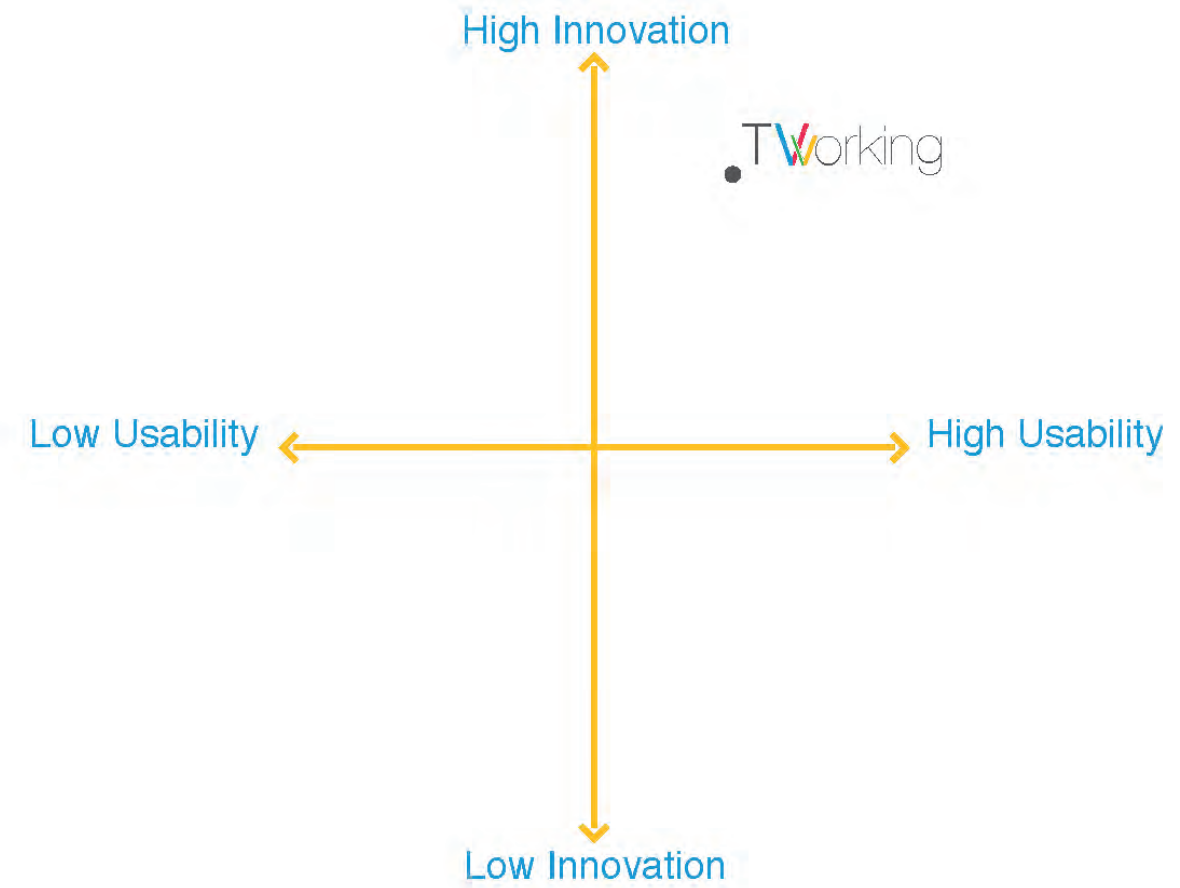 High Innovation
TWorking
Low Usability
High Usability
Low Innovation